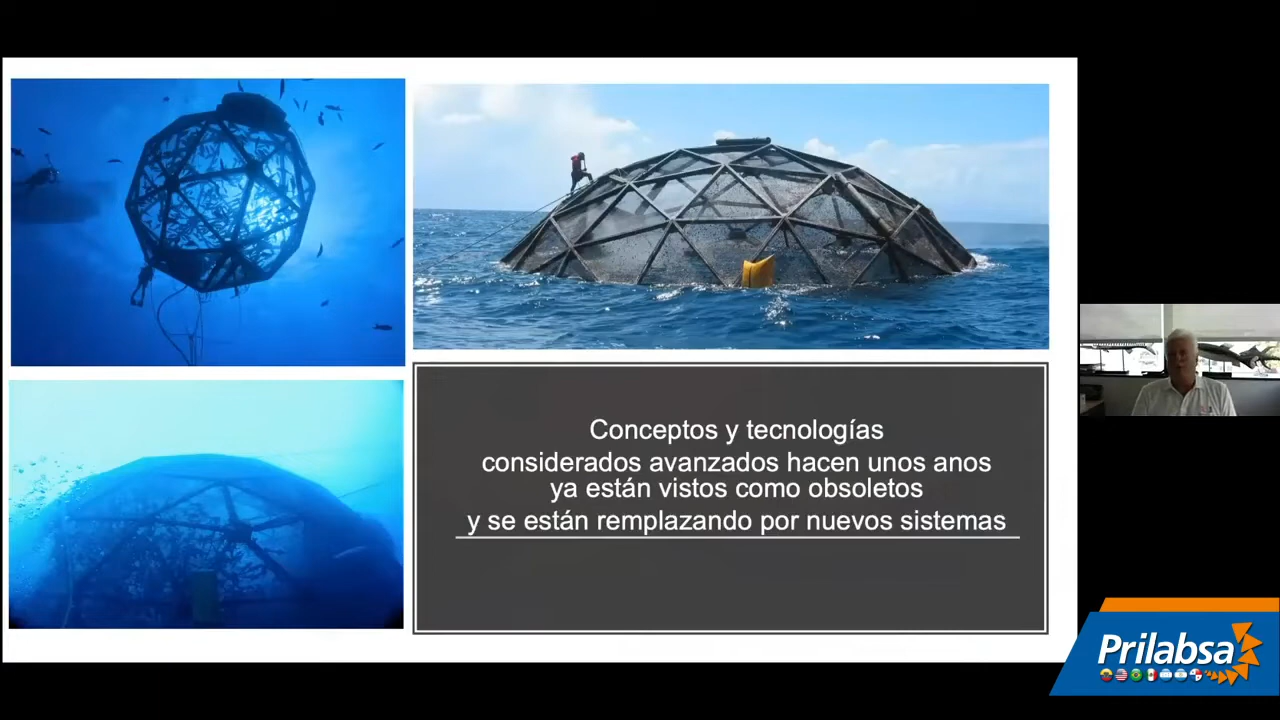 Conceptos y tecnologías
considerados avanzados hacen unos anos
ya están vistos como obsoletos
y se están remplazando por nuevos sistemas
Prilabsa